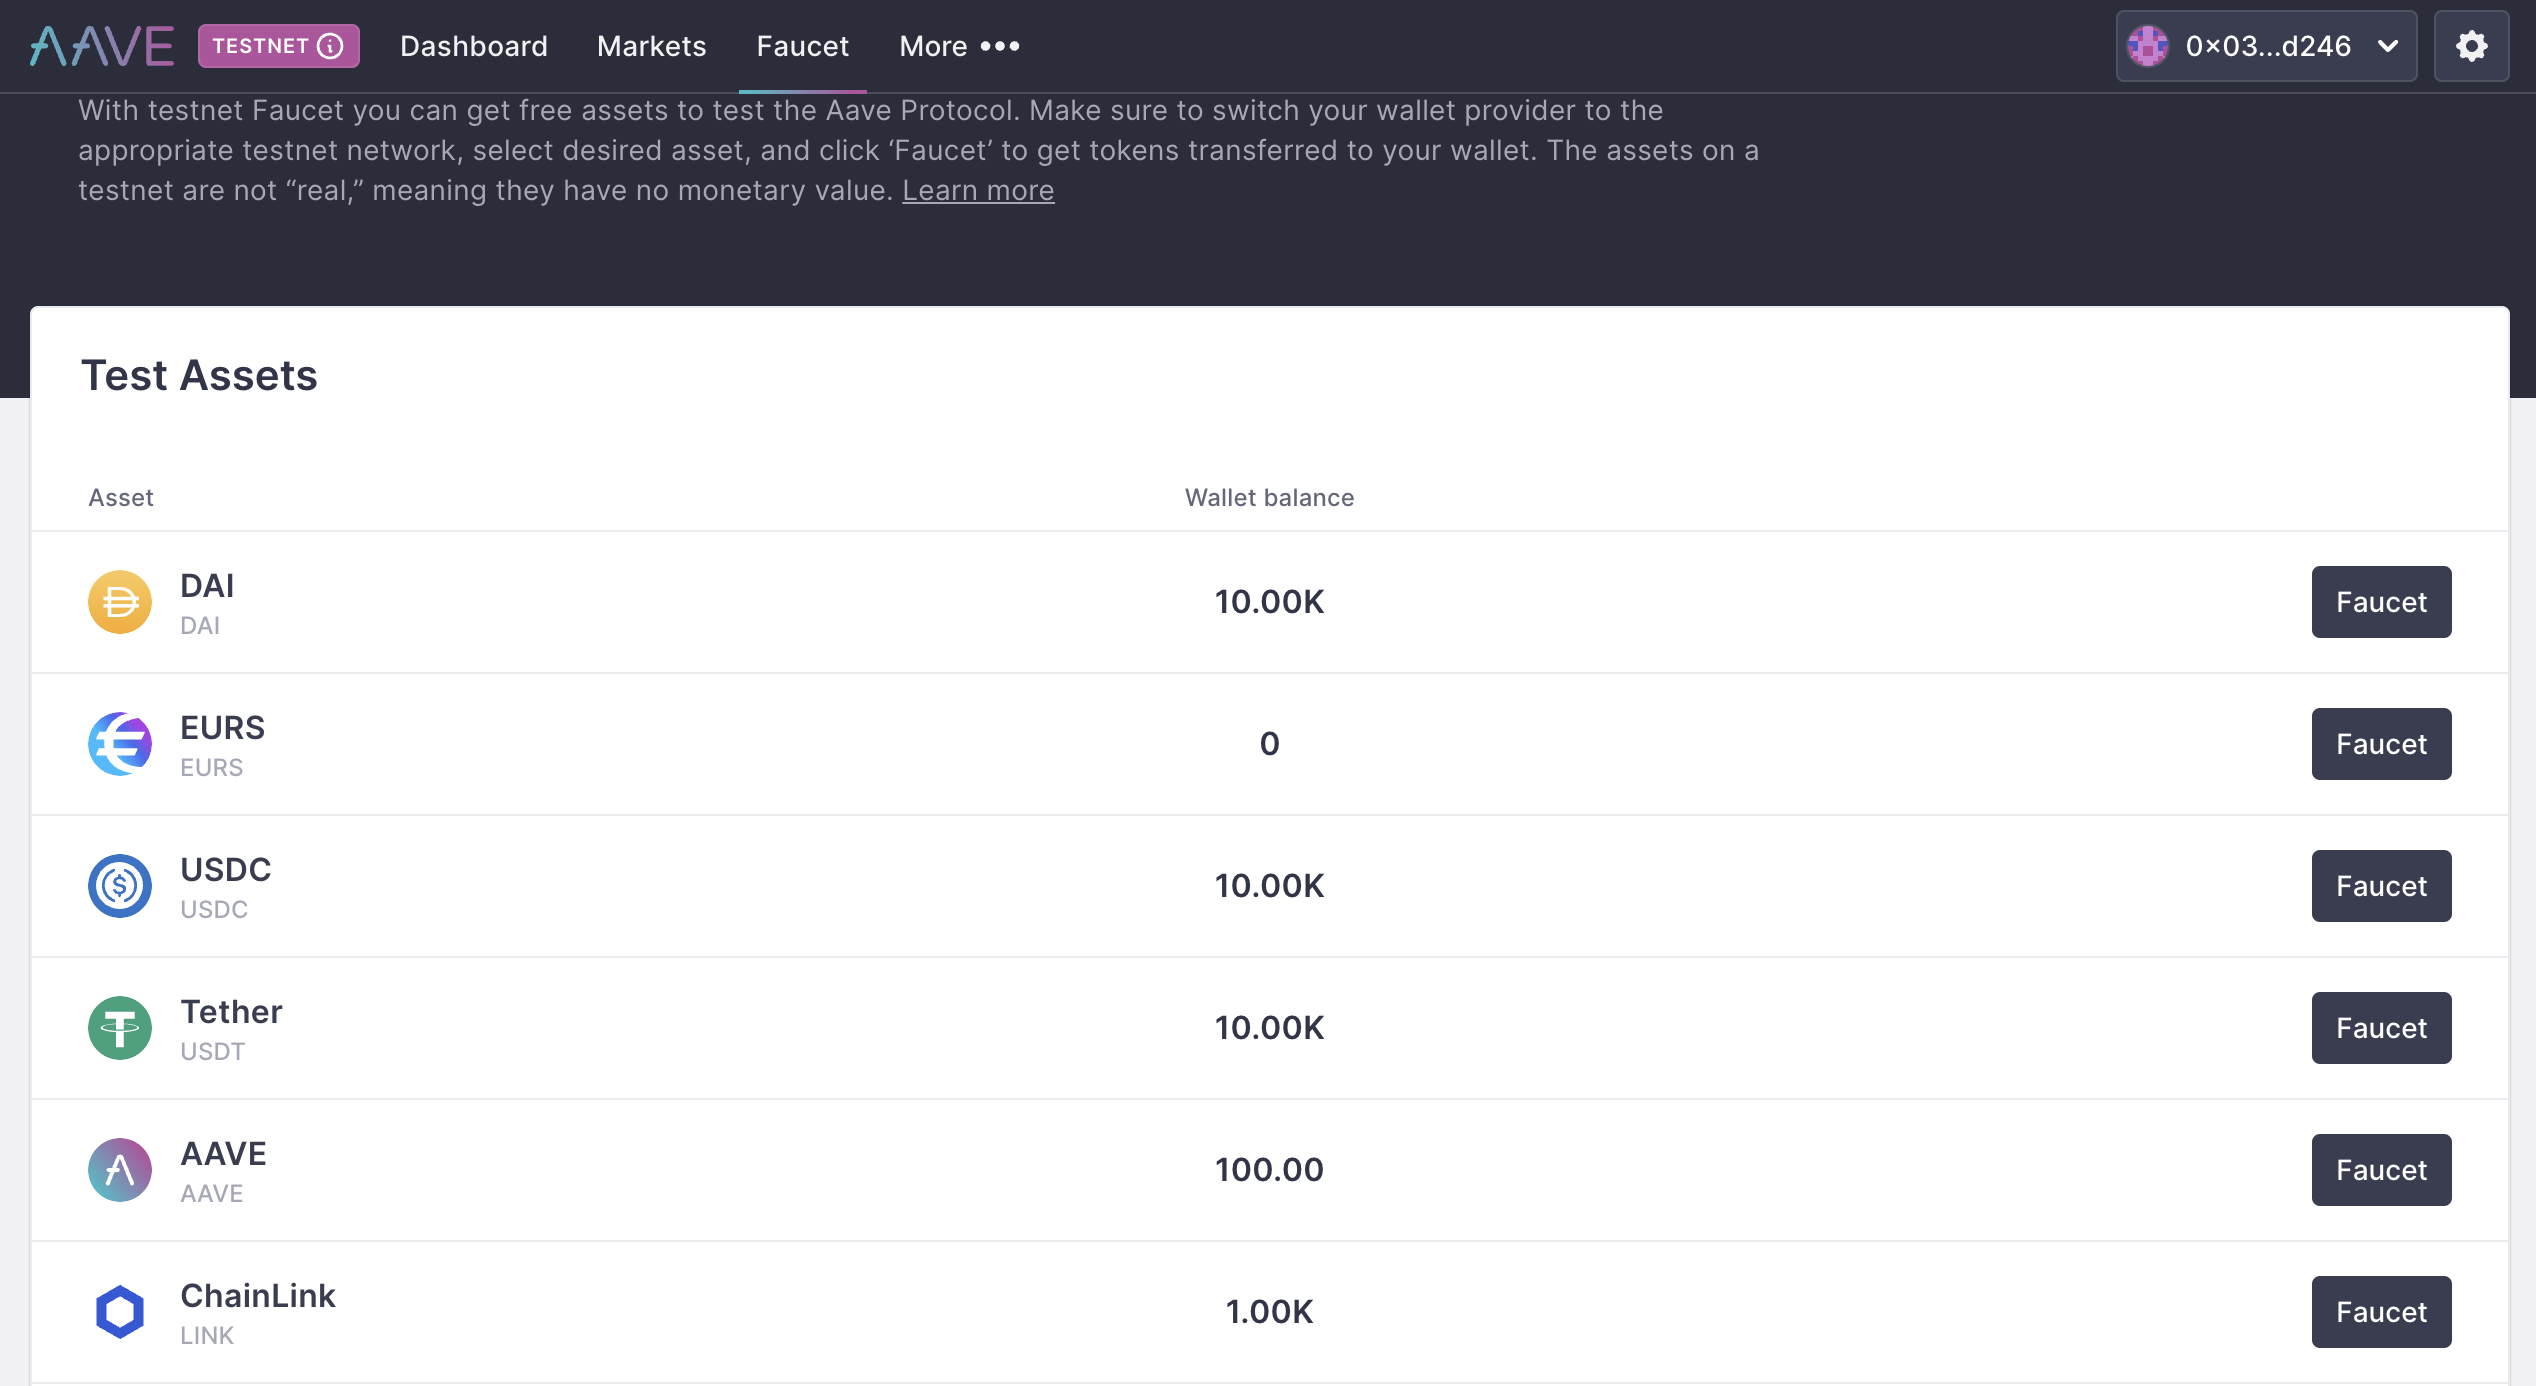 AAVE
TESTNET
Dashboard
Markets
Faucet
More
0x03...d246
With testnet Faucet you can get free assets to test the Aave Protocol. Make sure to switch your wallet provider to the
appropriate testnet network, select desired asset, and click ‘Faucet’ to get tokens transferred to your wallet. The assets on a
testnet are not “real,” meaning they have no monetary value. Learn more
Test Assets
Asset
Wallet balance
DAI
DAI
10.00K
Faucet
EURS
EURS
0
Faucet
USDC
USDC
10.00K
Faucet
Tether
USDT
10.00K
Faucet
AAVE
AAVE
100.00
Faucet
ChainLink
LINK
1.00K
Faucet